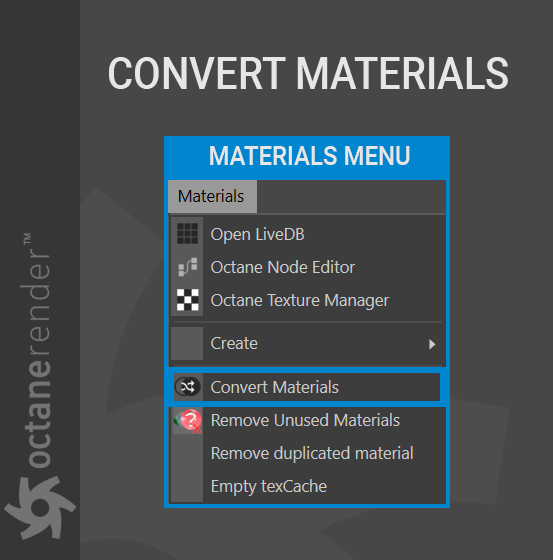 CONVERT MATERIALS
MATERIALS MENU
Materials
Open LiveDB
Octane Node Editor
Octane Texture Manager
Create
Convert Materials
Remove Unused Materials
Remove duplicated material
Empty texCache
octanerender™